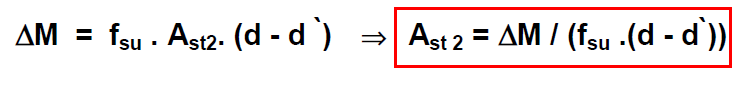 ΔM = fsu . Ast2. (d - d`) ⇒ Ast 2 = ΔM / (fsu .(d - d`))